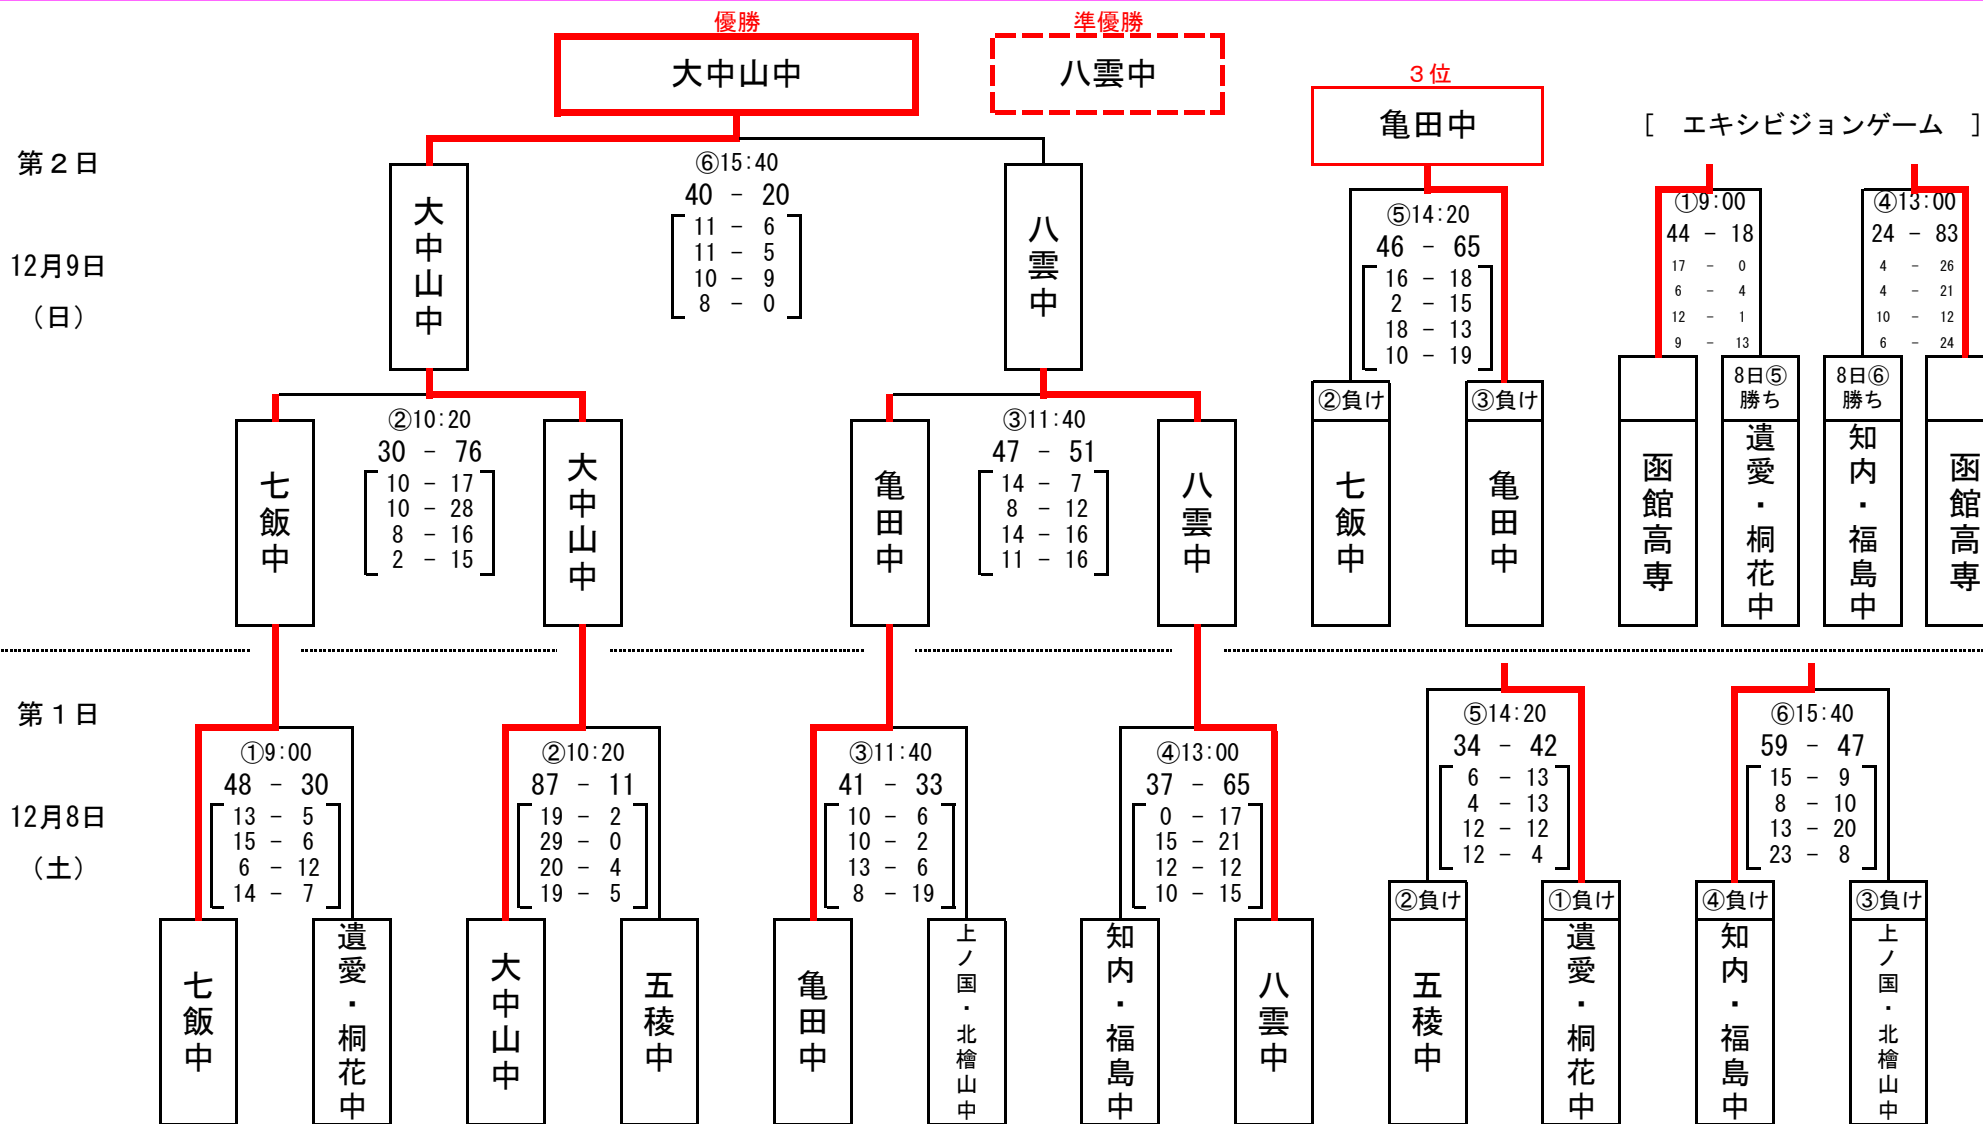 優勝
準優勝
大中山中
八雲中
３位
亀田中
[　エキシビジョンゲーム　]
第２日
12月9日
（日）
⑥15:40
40 - 20
11 - 6
11 - 5
10 - 9
8 - 0
大中山中
八雲中
⑤14:20
46 - 65
16 - 18
2 - 15
18 - 13
10 - 19
①9:00
44 - 18
17 - 0
6 - 4
12 - 1
9 - 13
④13:00
24 - 83
4 - 26
4 - 21
10 - 12
6 - 24
②10:20
30 - 76
10 - 17
10 - 28
8 - 16
2 - 15
③11:40
47 - 51
14 - 7
8 - 12
14 - 16
11 - 16
七飯中
大中山中
亀田中
八雲中
②負け
七飯中
③負け
亀田中
函館高専
8日⑤
勝ち
遺愛・桐花中
8日⑥
勝ち
知内・福島中
函館高専
第１日
12月8日
（土）
①9:00
48 - 30
13 - 5
15 - 6
6 - 12
14 - 7
②10:20
87 - 11
19 - 2
29 - 0
20 - 4
19 - 5
③11:40
41 - 33
10 - 6
10 - 2
13 - 6
8 - 19
④13:00
37 - 65
0 - 17
15 - 21
12 - 12
10 - 15
⑤14:20
34 - 42
6 - 13
4 - 13
12 - 12
12 - 4
⑥15:40
59 - 47
15 - 9
8 - 10
13 - 20
23 - 8
七飯中
遺愛・桐花中
大中山中
五稜中
亀田中
上ノ国・北檜山中
知内・福島中
八雲中
②負け
五稜中
①負け
遺愛・桐花中
④負け
知内・福島中
③負け
上ノ国・北檜山中